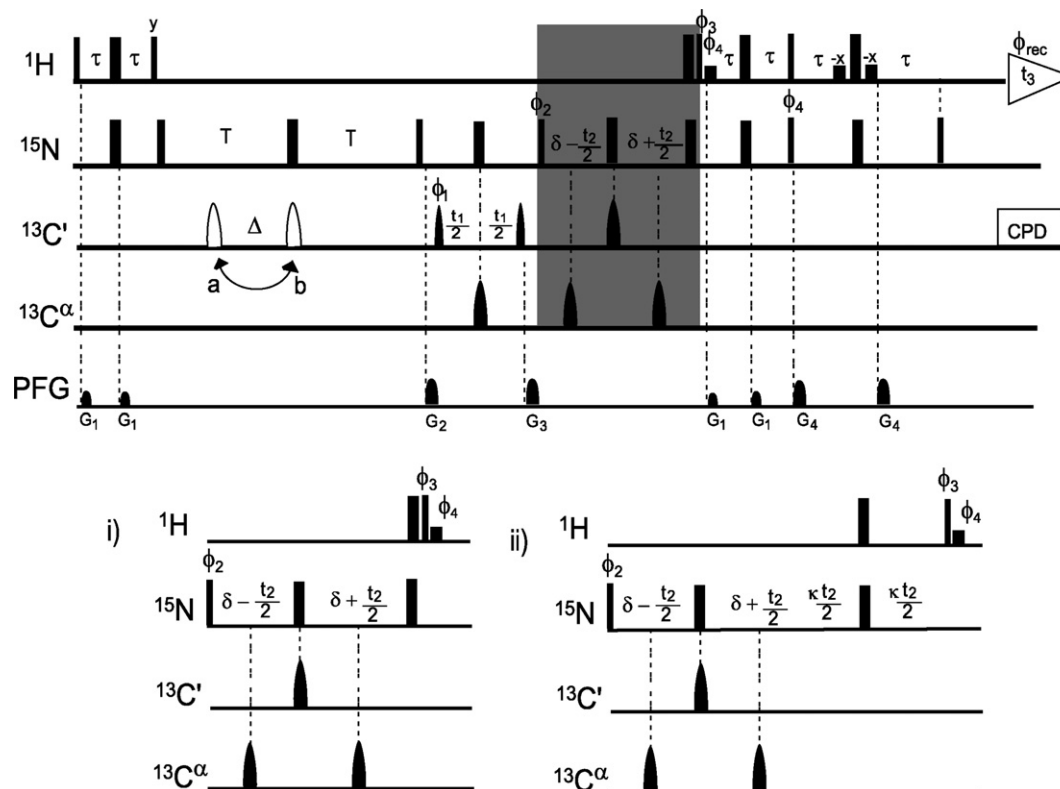 y ϕ3 ϕ4 ϕrec
¹H τ τ τ τ τ -x -x τ t3
ϕ2 ϕ4
¹⁵N T T δ – t2/2 δ + t2/2
ϕ1
¹³C' Δ t1/2 t1/2 CPD
a b
¹³Cα
PFG
G1 G1 G2 G3 G1 G1 G4 G4
i) ¹H ϕ3 ϕ4
ϕ2
¹⁵N δ – t2/2 δ + t2/2
¹³C'
¹³Cα
ii) ¹H ϕ3 ϕ4
ϕ2
¹⁵N δ – t2/2 δ + t2/2 κt2/2 κt2/2
¹³C'
¹³Cα